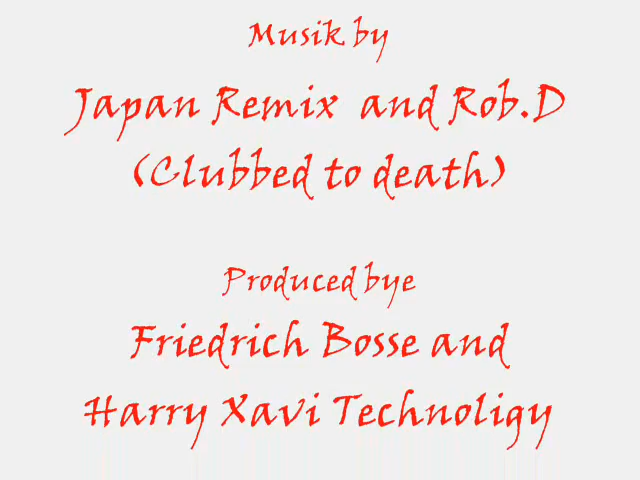 Musik by
Japan Remix and Rob.D
(Clubbed to death)
Produced bye
Friedrich Bosse and
Harry Xavi Technoligy